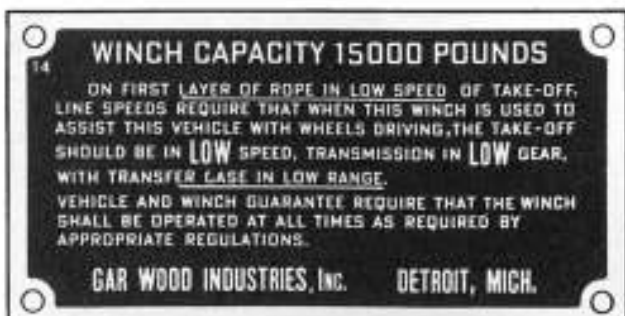 WINCH CAPACITY 15000 POUNDS
14
ON FIRST LAYER OF ROPE IN LOW SPEED OF TAKE-OFF.
LINE SPEEDS REQUIRE THAT WHEN THIS WINCH IS USED TO
ASSIST THIS VEHICLE WITH WHEELS DRIVING, THE TAKE-OFF
SHOULD BE IN LOW SPEED, TRANSMISSION IN LOW GEAR,
WITH TRANSFER CASE IN LOW RANGE.
VEHICLE AND WINCH GUARANTEE REQUIRE THAT THE WINCH
SHALL BE OPERATED AT ALL TIMES AS REQUIRED BY
APPROPRIATE REGULATIONS.
GAR WOOD INDUSTRIES, INC. DETROIT, MICH.